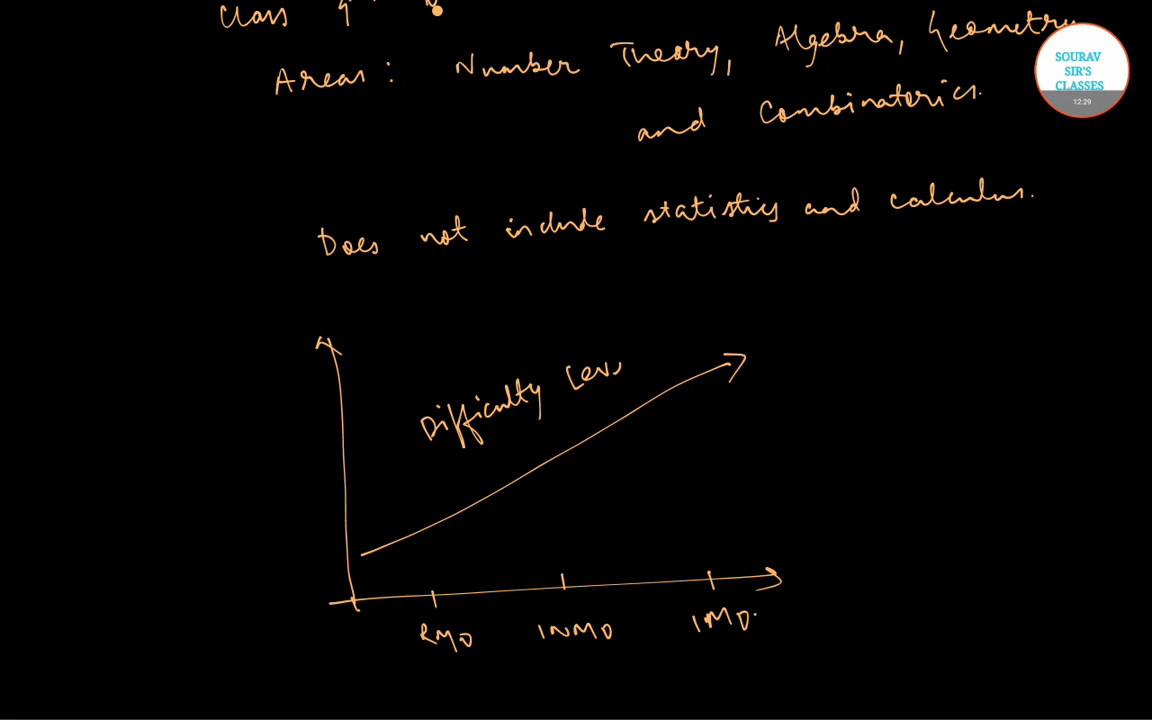 Class
Areas: Number Theory, Algebra, Geometry
and Combinatorics.
Does not include statistics and calculus.
Difficulty Leve
RMO INMO IMO.
SOURAV
SIR'S
CLASSES
12:29